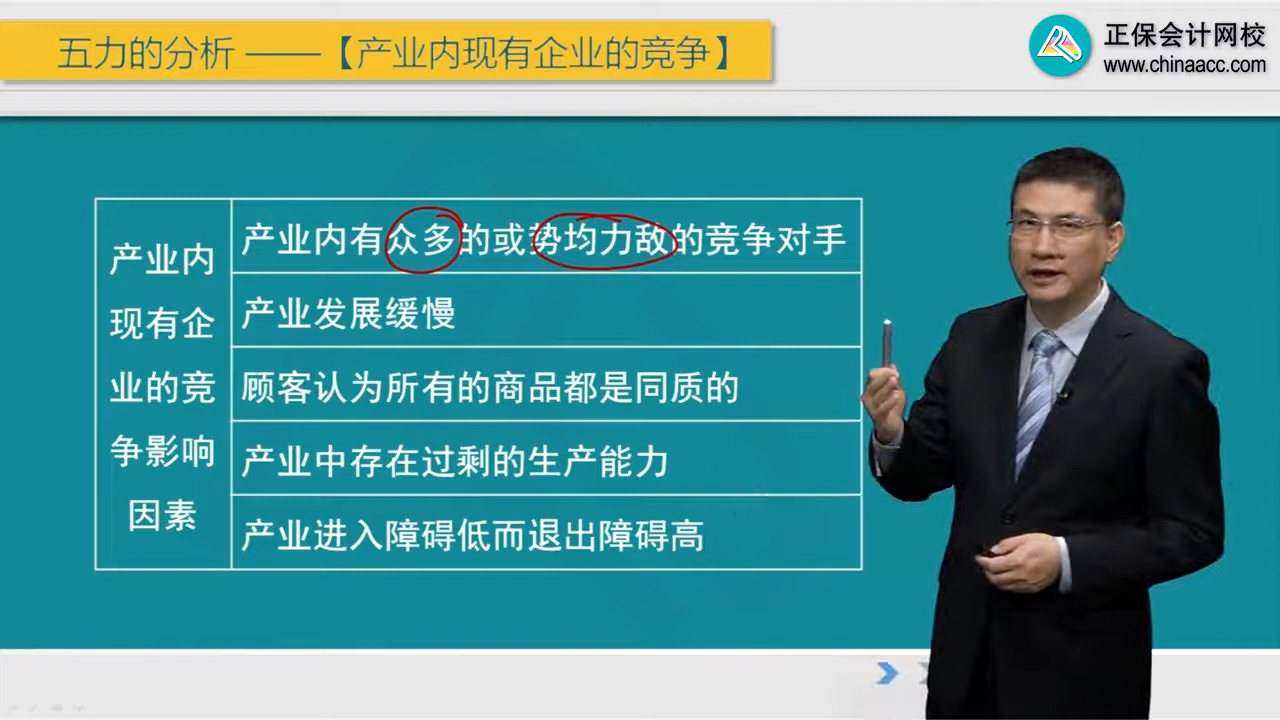 五力的分析 ——【产业内现有企业的竞争】
正保会计网校
www.chinaacc.com
产业内
现有企
业的竞
争影响
因素
产业内有众多的或势均力敌的竞争对手
产业发展缓慢
顾客认为所有的商品都是同质的
产业中存在过剩的生产能力
产业进入障碍低而退出障碍高